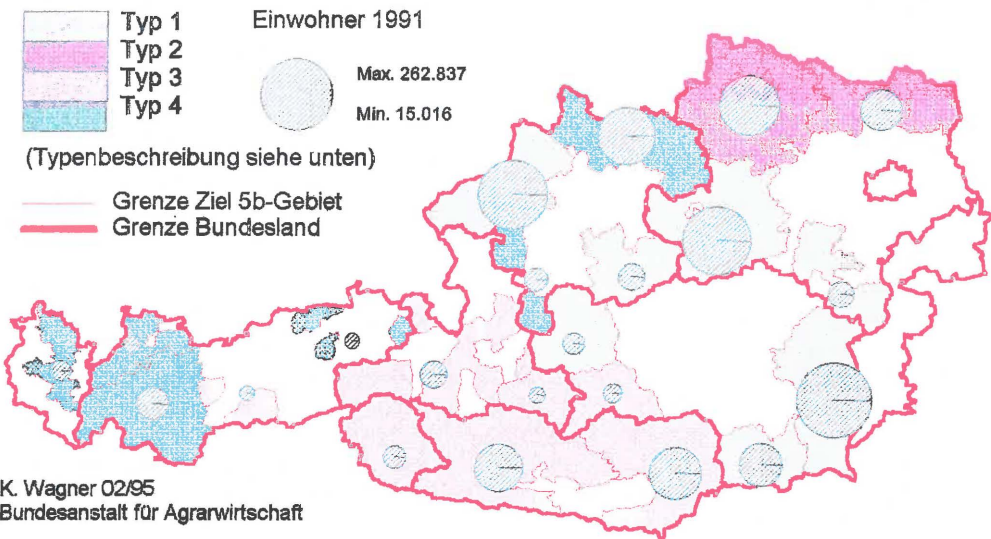 Typ 1
Typ 2
Typ 3
Typ 4
Einwohner 1991
Max. 262.837
Min. 15.016
(Typenbeschreibung siehe unten)
Grenze Ziel 5b-Gebiet
Grenze Bundesland
K. Wagner 02/95
Bundesanstalt für Agrarwirtschaft